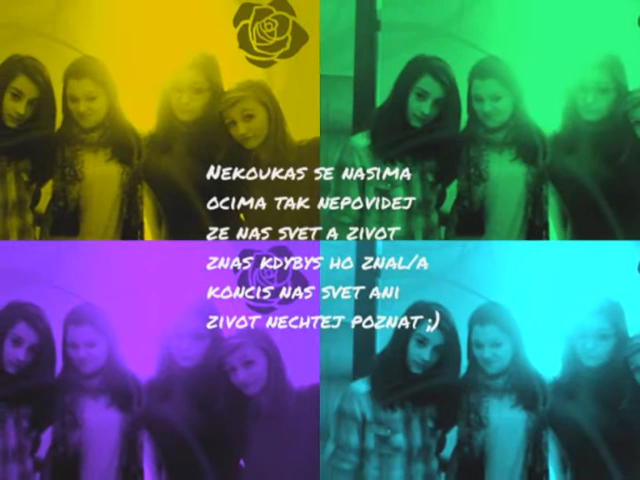 Nekoukas se nasima
ocima tak nepovidej
ze nas svet a zivot
znas kdybys ho znal/a
koncis nas svet ani
zivot nechtej poznat ;)